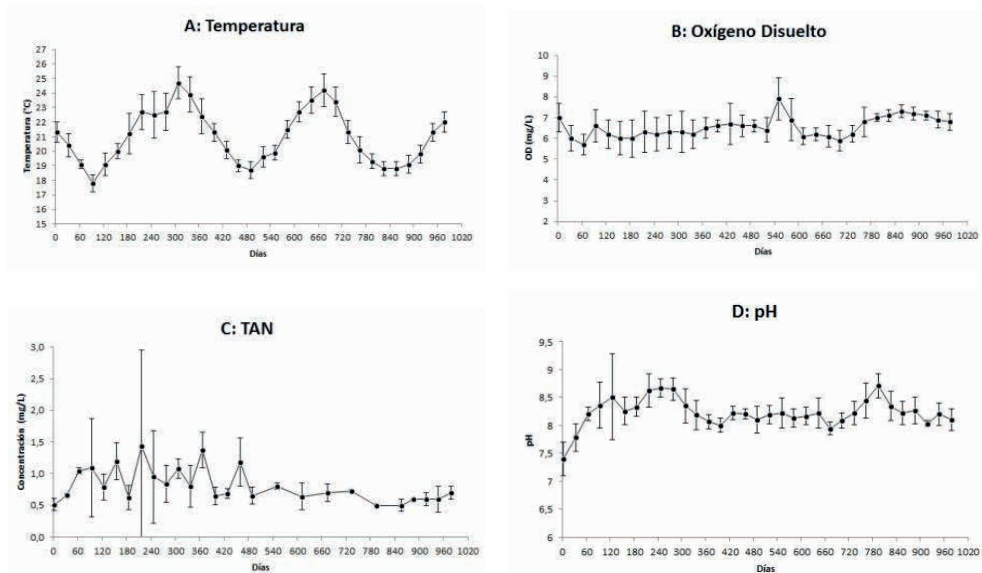 A: Temperatura
Temperatura (°C)
27
26
25
24
23
22
21
20
19
18
17
16
15
0 60 120 180 240 300 360 420 480 540 600 660 720 780 840 900 960 1020
Días
B: Oxígeno Disuelto
OD (mg/L)
10
9
8
7
6
5
4
3
2
0 60 120 180 240 300 360 420 480 540 600 660 720 780 840 900 960 1020
Días
C: TAN
Concentración (mg/L)
3,0
2,5
2,0
1,5
1,0
0,5
0,0
0 60 120 180 240 300 360 420 480 540 600 660 720 780 840 900 960 1020
Días
D: pH
pH
9,5
9
8,5
8
7,5
7
6,5
6
0 60 120 180 240 300 360 420 480 540 600 660 720 780 840 900 960 1020
Días